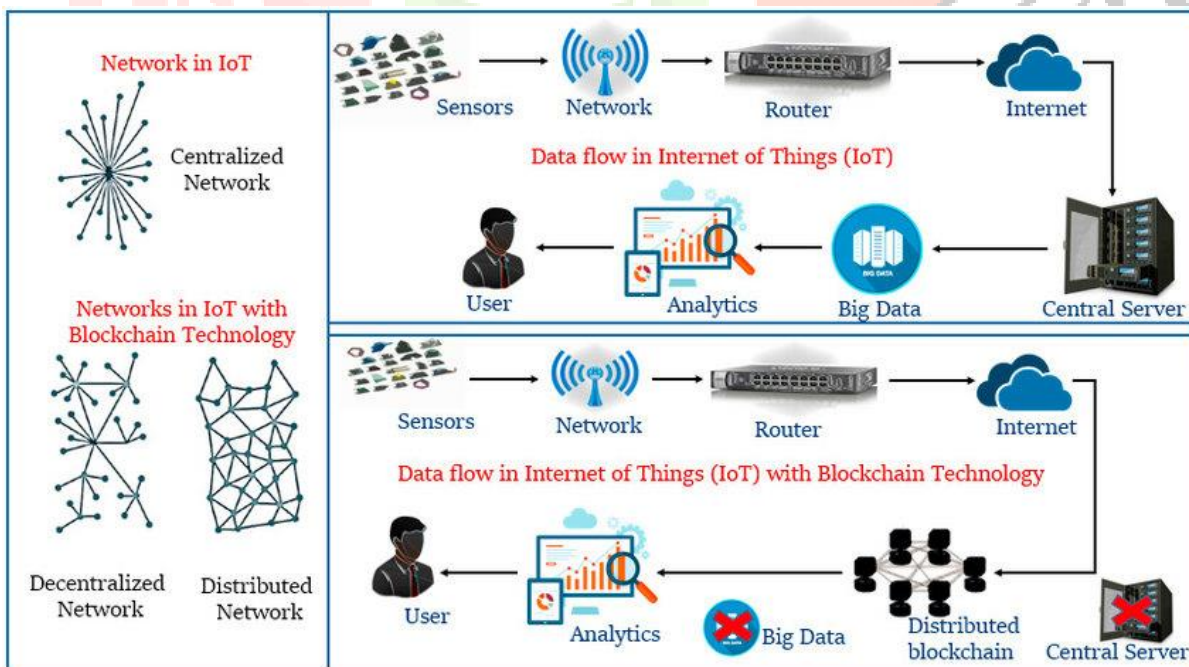 Network in IoT
Centralized
Network
Networks in IoT with
Blockchain Technology
Decentralized
Network
Distributed
Network
Sensors
Network
Router
Internet
Data flow in Internet of Things (IoT)
User
Analytics
BIG DATA
Big Data
Central Server
Sensors
Network
Router
Internet
Data flow in Internet of Things (IoT) with Blockchain Technology
User
Analytics
Big Data
Distributed
blockchain
Central Server